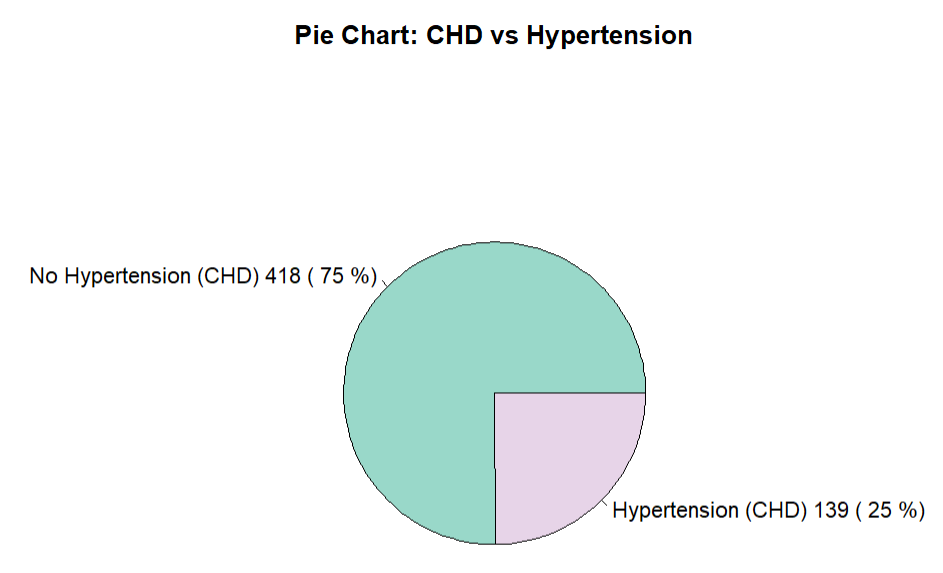 Pie Chart: CHD vs Hypertension
No Hypertension (CHD) 418 ( 75 %)
Hypertension (CHD) 139 ( 25 %)